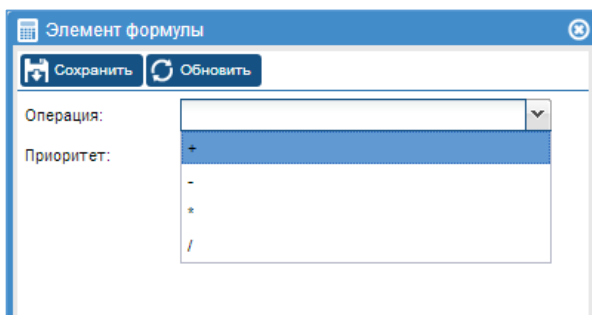 Элемент формулы
Сохранить Обновить
Операция:
Приоритет:
+
-
*
/